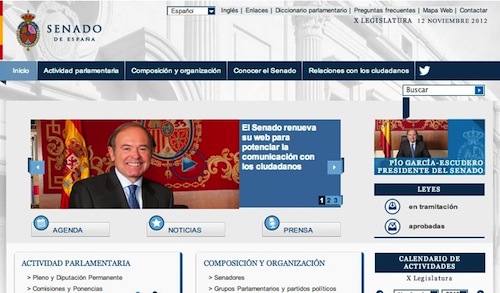 Español
Inglés | Enlaces | Diccionario parlamentario | Preguntas frecuentes | Mapa Web | Contactar
X LEGISLATURA 12 NOVIEMBRE 2012
SENADO
DE ESPAÑA
Inicio
Actividad parlamentaria
Composición y organización
Conocer el Senado
Relaciones con los ciudadanos
Buscar
El Senado renueva
su web para
potenciar la
comunicación con
los ciudadanos
1 2 3
PÍO GARCÍA-ESCUDERO
PRESIDENTE DEL SENADO
LEYES
en tramitación
aprobadas
AGENDA
NOTICIAS
PRENSA
ACTIVIDAD PARLAMENTARIA
> Pleno y Diputación Permanente
> Comisiones y Ponencias
COMPOSICIÓN Y ORGANIZACIÓN
> Senadores
> Grupos Parlamentarios y partidos políticos
CALENDARIO DE
ACTIVIDADES
X Legislatura